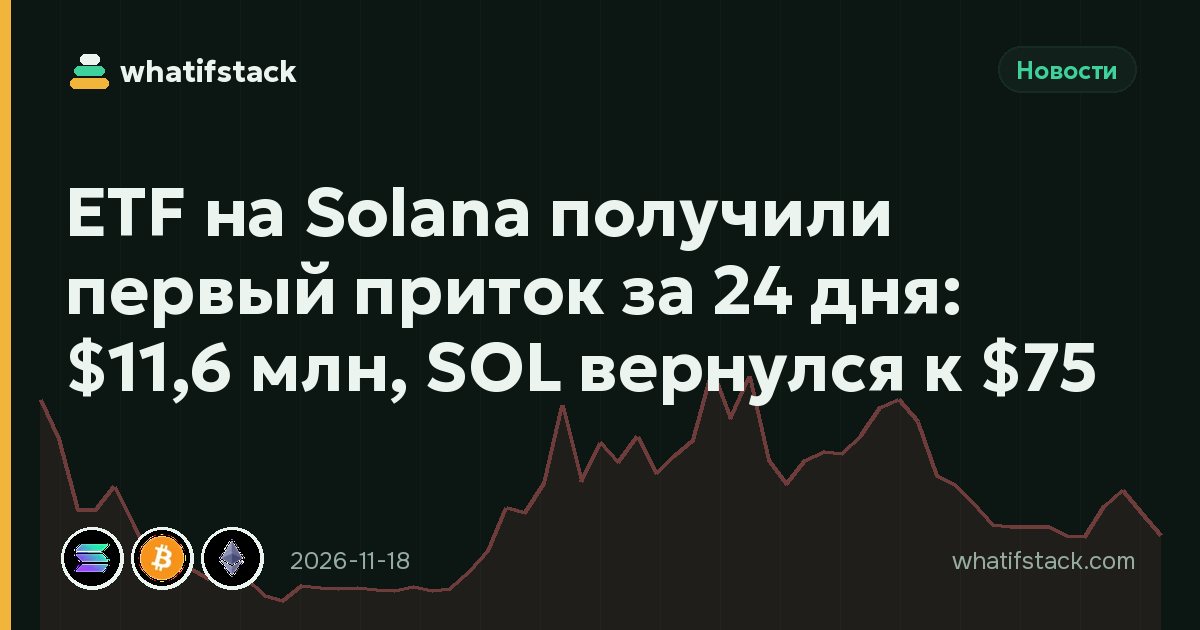 whatifstack
Новости
ETF на Solana получили
первый приток за 24 дня:
$11,6 млн, SOL вернулся к $75
2026-11-18
whatifstack.com